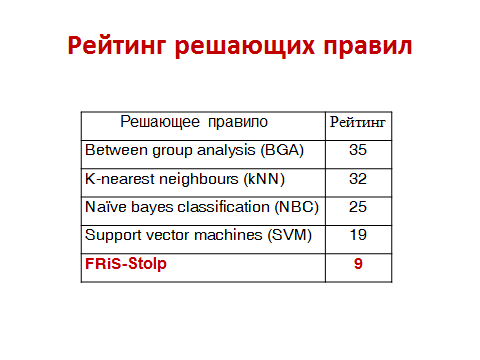 Рейтинг решающих правил
Решающее правило Рейтинг
Between group analysis (BGA) 35
K-nearest neighbours (kNN) 32
Naïve bayes classification (NBC) 25
Support vector machines (SVM) 19
FRiS-Stolp 9